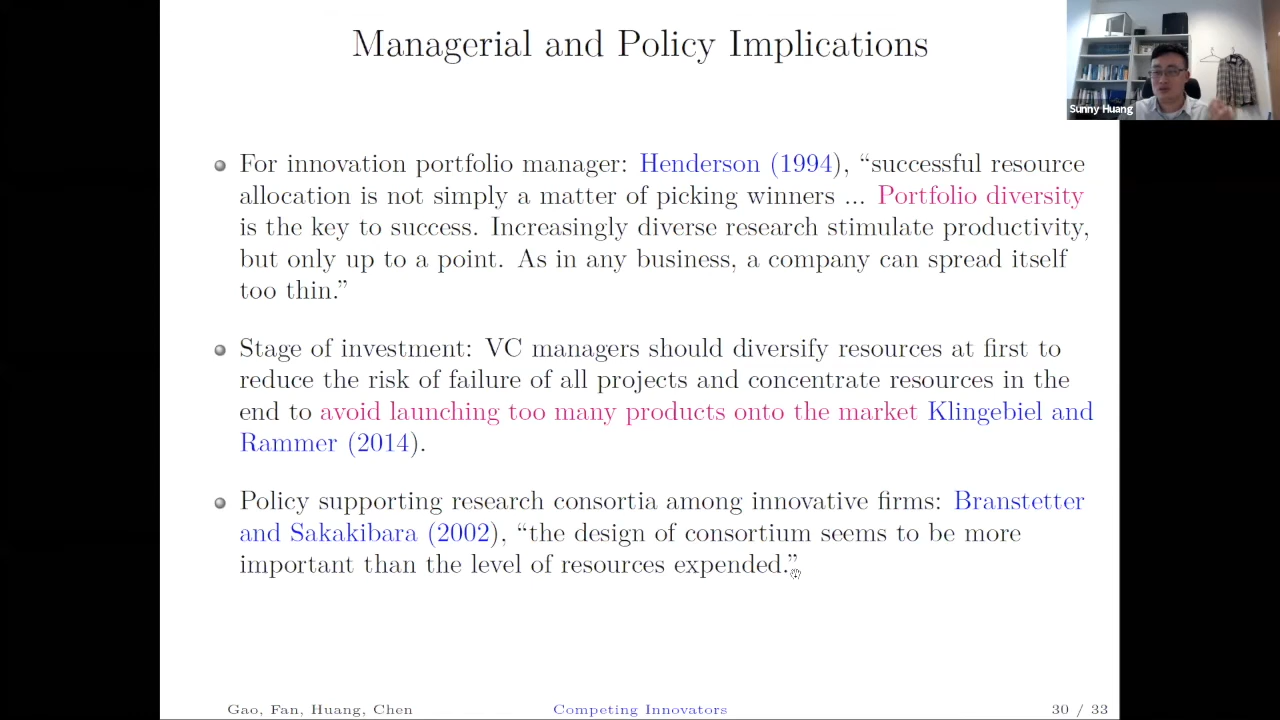 Managerial and Policy Implications
Sunny Huang
For innovation portfolio manager: Henderson (1994), “successful resource
allocation is not simply a matter of picking winners ... Portfolio diversity
is the key to success. Increasingly diverse research stimulate productivity,
but only up to a point. As in any business, a company can spread itself
too thin.”
Stage of investment: VC managers should diversify resources at first to
reduce the risk of failure of all projects and concentrate resources in the
end to avoid launching too many products onto the market Klingebiel and
Rammer (2014).
Policy supporting research consortia among innovative firms: Branstetter
and Sakakibara (2002), “the design of consortium seems to be more
important than the level of resources expended.”
Gao, Fan, Huang, Chen
Competing Innovators
30 / 33